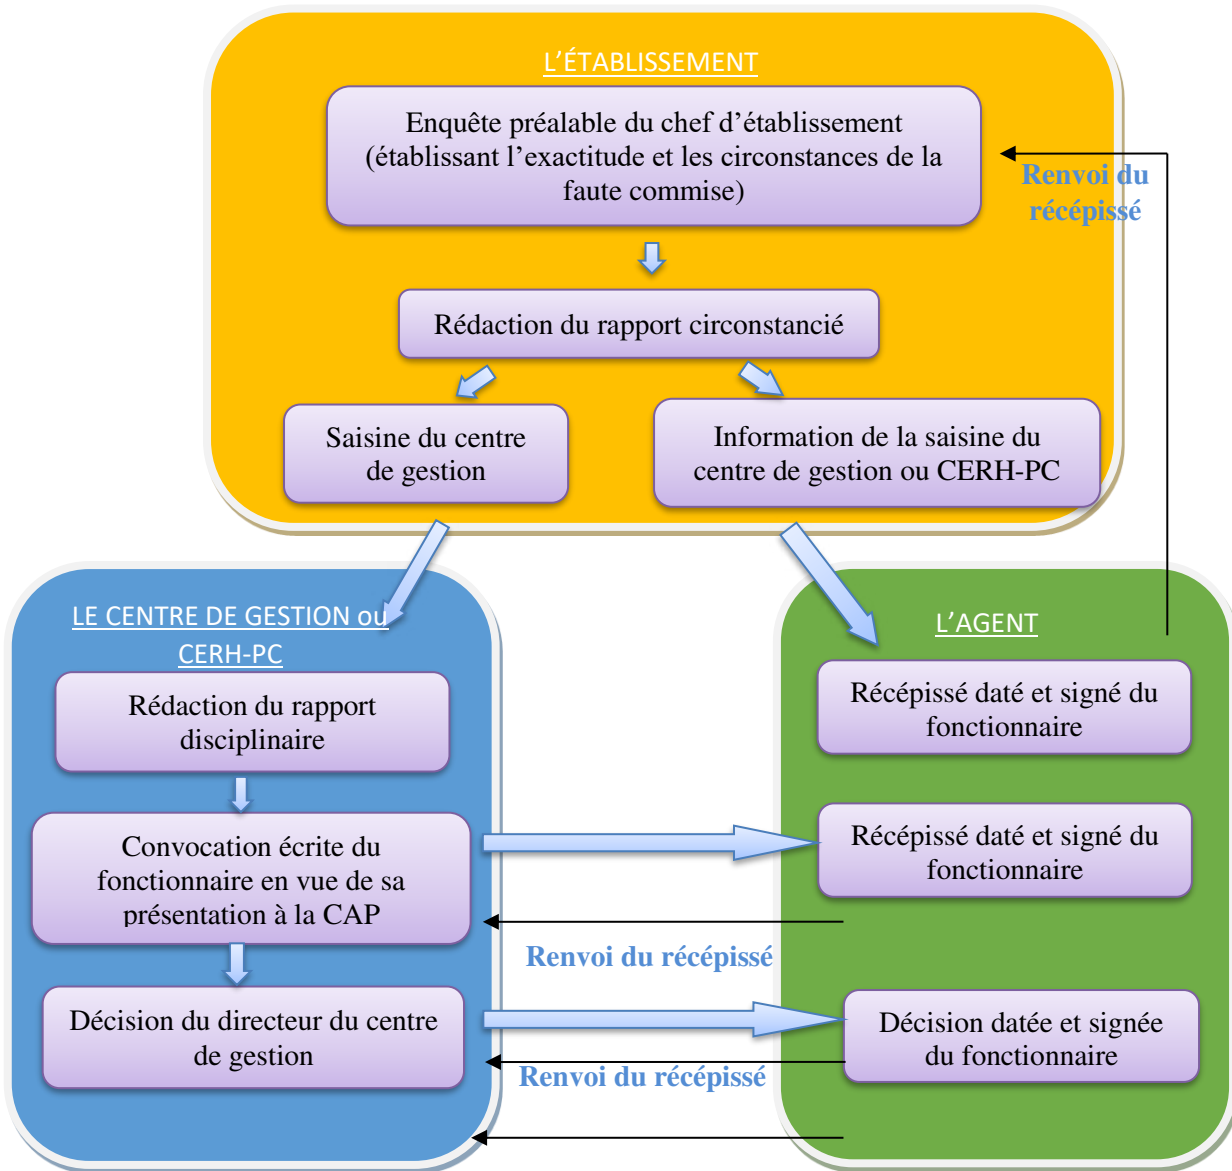 L’ÉTABLISSEMENT
Enquête préalable du chef d’établissement
(établissant l’exactitude et les circonstances de la
faute commise)
Renvoi du
récépissé
Rédaction du rapport circonstancié
Saisine du centre
de gestion
Information de la saisine du
centre de gestion ou CERH-PC
LE CENTRE DE GESTION ou
CERH-PC
Rédaction du rapport
disciplinaire
Convocation écrite du
fonctionnaire en vue de sa
présentation à la CAP
Décision du directeur du centre
de gestion
Renvoi du récépissé
Renvoi du récépissé
L’AGENT
Récépissé daté et signé du
fonctionnaire
Récépissé daté et signé du
fonctionnaire
Décision datée et signée
du fonctionnaire